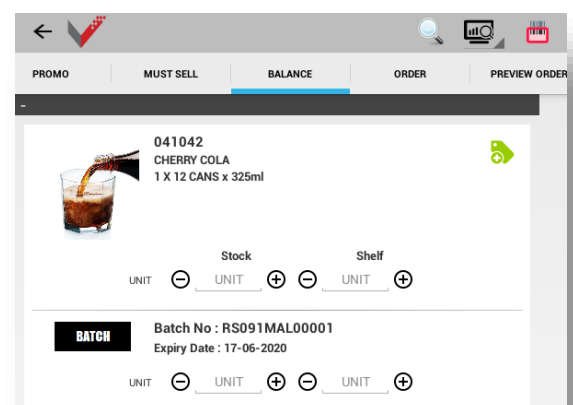 PROMO MUST SELL BALANCE ORDER PREVIEW ORDER
-
041042
CHERRY COLA
1 X 12 CANS x 325ml
Stock Shelf
UNIT UNIT UNIT
BATCH
Batch No : RS091MAL00001
Expiry Date : 17-06-2020
UNIT UNIT UNIT